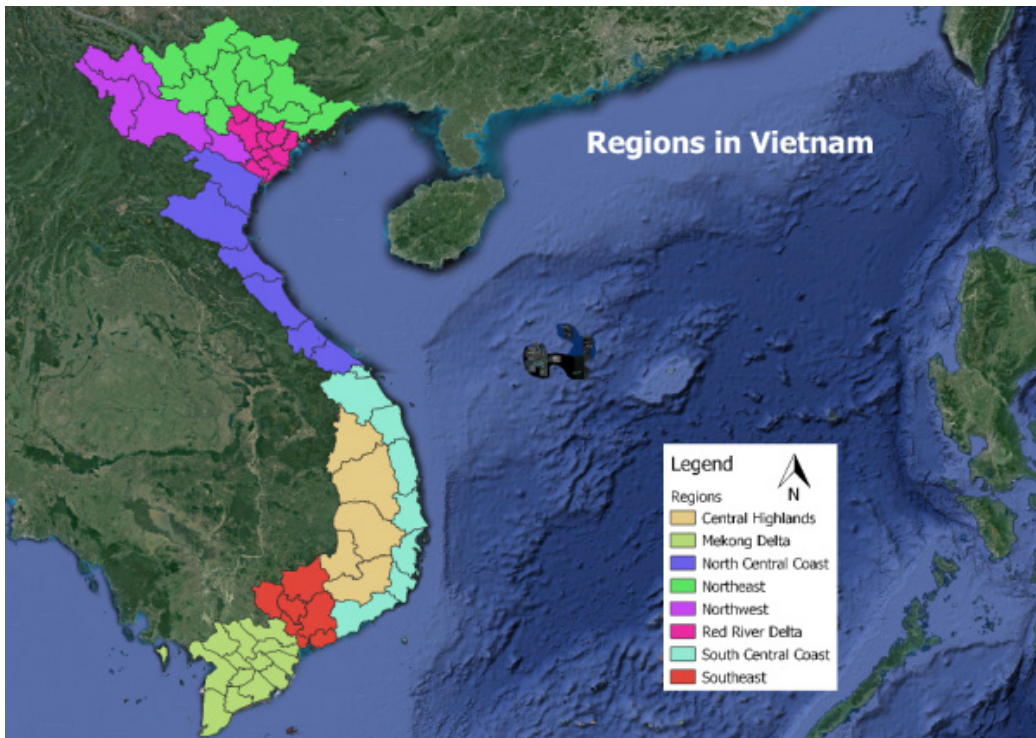 Regions in Vietnam
Legend
N
Regions
Central Highlands
Mekong Delta
North Central Coast
Northeast
Northwest
Red River Delta
South Central Coast
Southeast